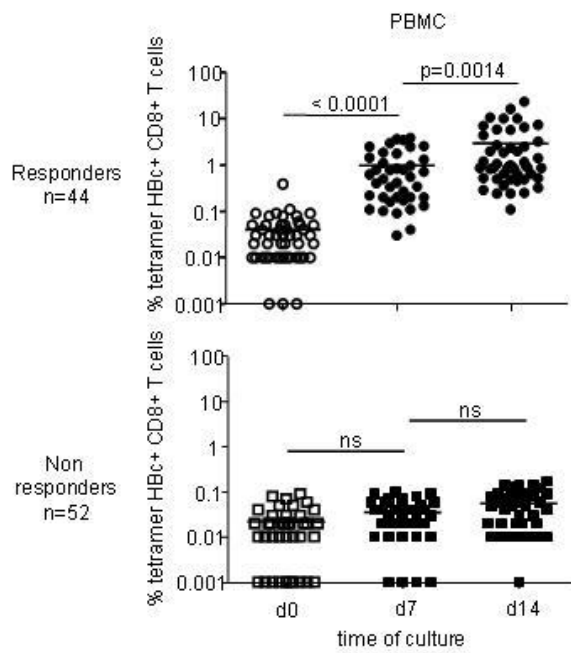 PBMC
Responders
n=44
% tetramer HBc+ CD8+ T cells
100
10
1
0.1
0.01
0.001
< 0.0001
p=0.0014
Non
responders
n=52
% tetramer HBc+ CD8+ T cells
100
10
1
0.1
0.01
0.001
ns
ns
d0
d7
d14
time of culture